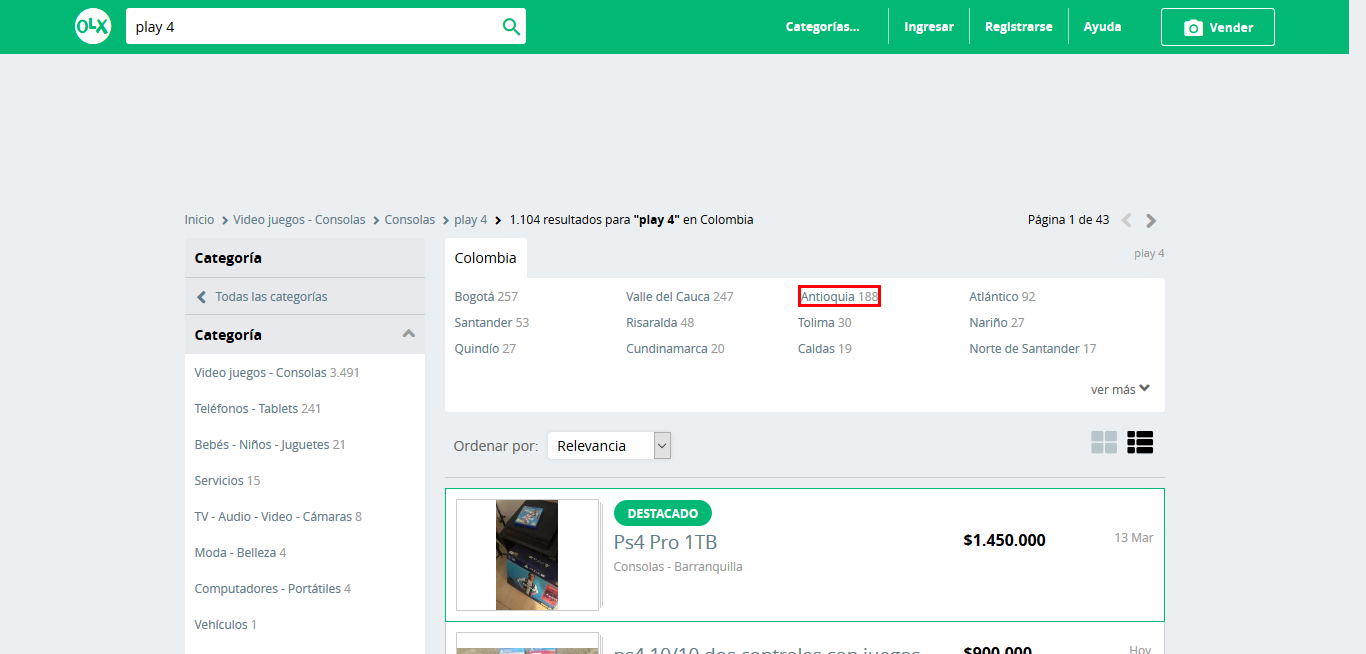 OLX play 4 Categorías... Ingresar Registrarse Ayuda Vender
Inicio Video juegos - Consolas Consolas play 4 1.104 resultados para "play 4" en Colombia Página 1 de 43
Categoría
Todas las categorías
Categoría
Video juegos - Consolas 3.491
Teléfonos - Tablets 241
Bebés - Niños - Juguetes 21
Servicios 15
TV - Audio - Video - Cámaras 8
Moda - Belleza 4
Computadores - Portátiles 4
Vehículos 1
Colombia play 4
Bogotá 257 Valle del Cauca 247 Antioquia 188 Atlántico 92
Santander 53 Risaralda 48 Tolima 30 Nariño 27
Quindío 27 Cundinamarca 20 Caldas 19 Norte de Santander 17
ver más
Ordenar por: Relevancia
DESTACADO
Ps4 Pro 1TB $1.450.000 13 Mar
Consolas - Barranquilla
ps4 10/10 dos controles con juegos $900.000 Hoy